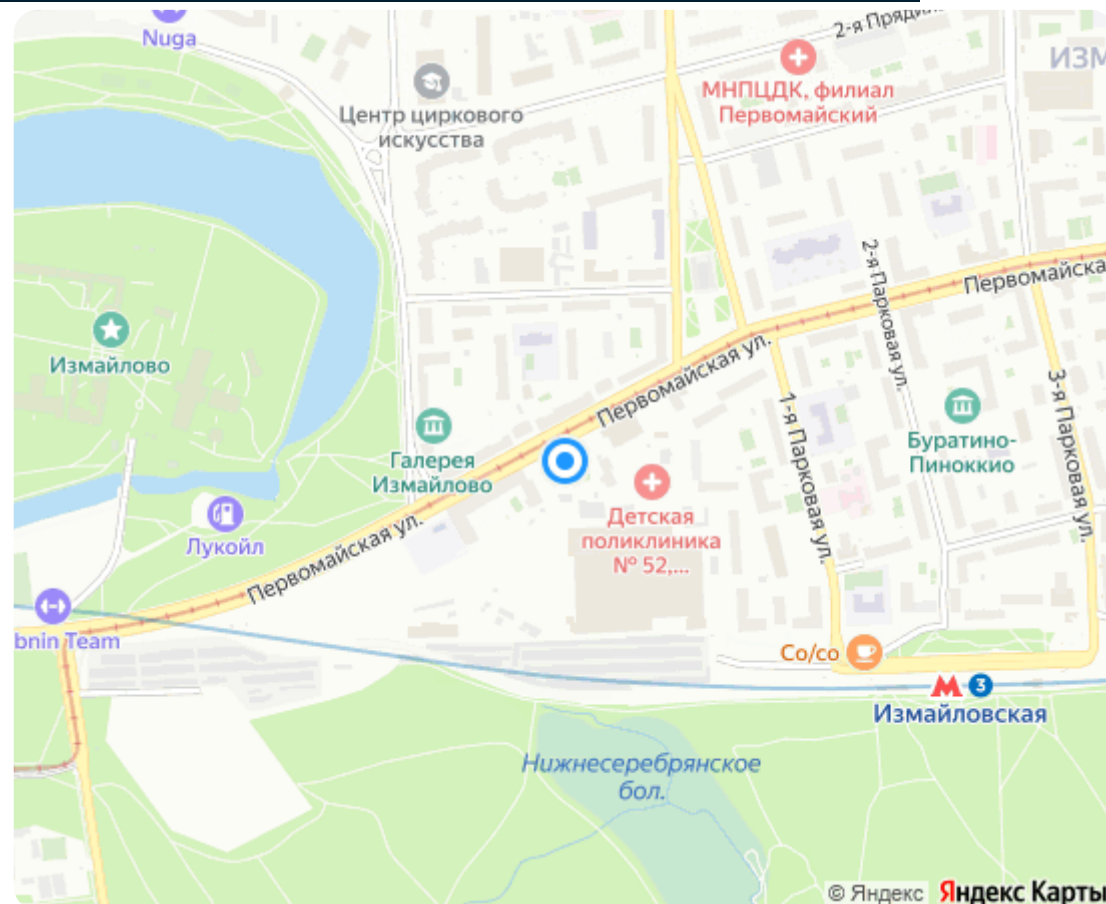 Nuga
2-я Прядил
ИЗМ
МНПЦДК, филиал
Первомайский
Центр циркового
искусства
2-я Парковая ул.
Первомайска
Измайлово
Первомайская ул.
3-я Парковая ул.
1-я Парковая ул.
Буратино-
Пиноккио
Галерея
Измайлово
Детская
поликлиника
№ 52,...
Лукойл
Первомайская ул.
bnin Team
Co/co
3
Измайловская
Нижнесеребрянское
бол.
© Яндекс Яндекс Карты